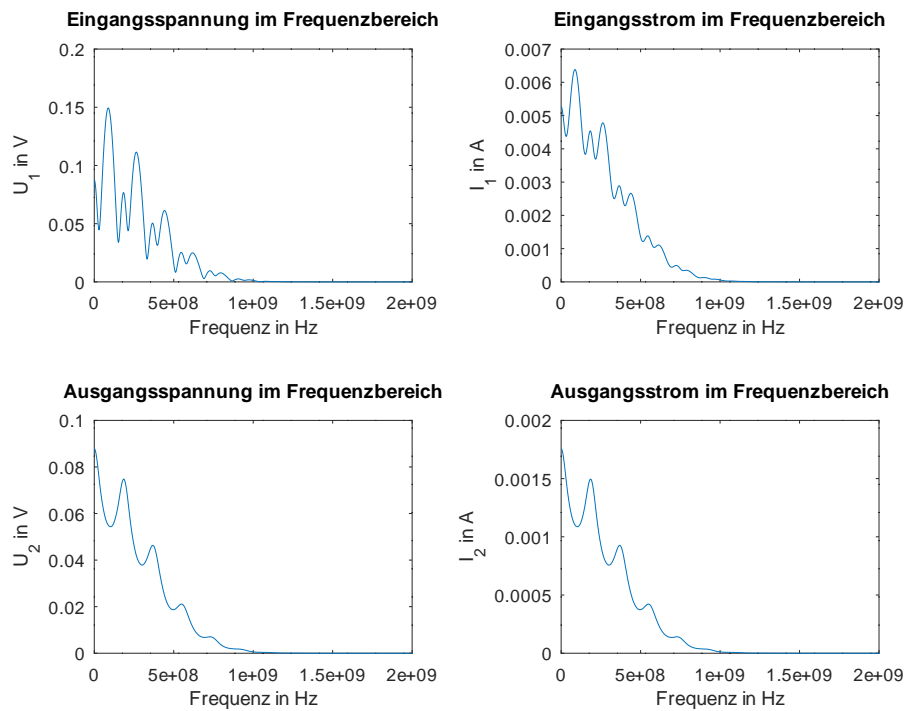 Eingangsspannung im Frequenzbereich
0.2
0.15
0.1
0.05
0
U_1 in V
0
5e+08
1e+09
1.5e+09
2e+09
Frequenz in Hz
Eingangsstrom im Frequenzbereich
0.007
0.006
0.005
0.004
0.003
0.002
0.001
0
I_1 in A
0
5e+08
1e+09
1.5e+09
2e+09
Frequenz in Hz
Ausgangsspannung im Frequenzbereich
0.1
0.08
0.06
0.04
0.02
0
U_2 in V
0
5e+08
1e+09
1.5e+09
2e+09
Frequenz in Hz
Ausgangsstrom im Frequenzbereich
0.002
0.0015
0.001
0.0005
0
I_2 in A
0
5e+08
1e+09
1.5e+09
2e+09
Frequenz in Hz